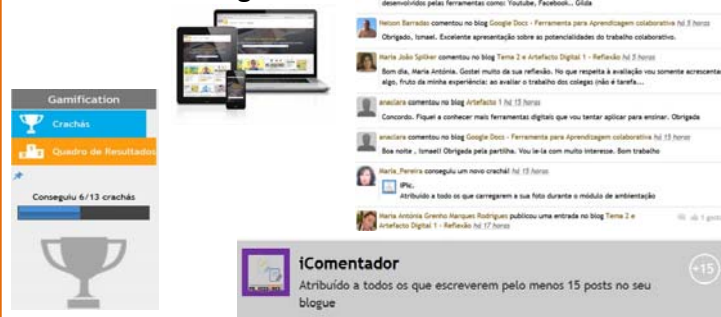 Gamification
Crachás
Quadro de Resultados
Conseguiu 6/13 crachás
desenvolvidos pelas ferramentas como: Youtube, Facebook.. Gilda
Nelson Barradas comentou no blog Google Docs - Ferramenta para Aprendizagem colaborativa há 5 horas
Obrigado, Ismael. Excelente apresentação sobre as potencialidades do trabalho colaborativo.
Maria João Spilker comentou no blog Tema 2 e Artefacto Digital 1 - Reflexão há 5 horas
Bom dia, Maria Antónia. Gostei muito da sua reflexão. No que respeita à avaliação vou somente acrescentar
algo, fruto da minha experiência: ao avaliar o trabalho dos colegas (não é tarefa...
anaclara comentou no blog Artefacto 1 há 15 horas
Concordo. Fiquei a conhecer mais ferramentas digitais que vou tentar aplicar para ensinar. Obrigada
anaclara comentou no blog Google Docs - Ferramenta para Aprendizagem colaborativa há 15 horas
Boa noite , Ismael! Obrigada pela partilha. Vou le-la com muito interesse. Bom trabalho
Maria_Pereira conseguiu um novo crachá! há 15 horas
iPic.
Atribuído a todo os que carregarem a sua foto durante o módulo de ambientação
Maria Antónia Grenho Marques Rodrigues publicou uma entrada no blog Tema 2 e
Artefacto Digital 1 - Reflexão há 17 horas
iComentador
Atribuído a todos os que escreverem pelo menos 15 posts no seu
blogue
+15